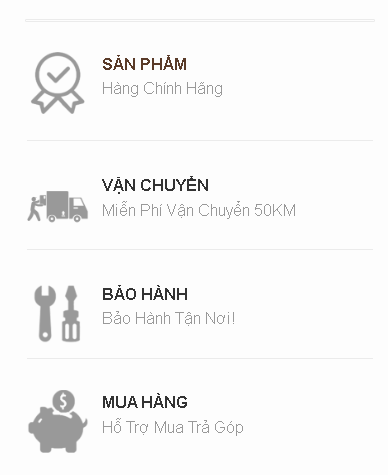 SẢN PHẨM
Hàng Chính Hãng
VẬN CHUYỂN
Miễn Phí Vận Chuyển 50KM
BẢO HÀNH
Bảo Hành Tận Nơi!
MUA HÀNG
Hỗ Trợ Mua Trả Góp